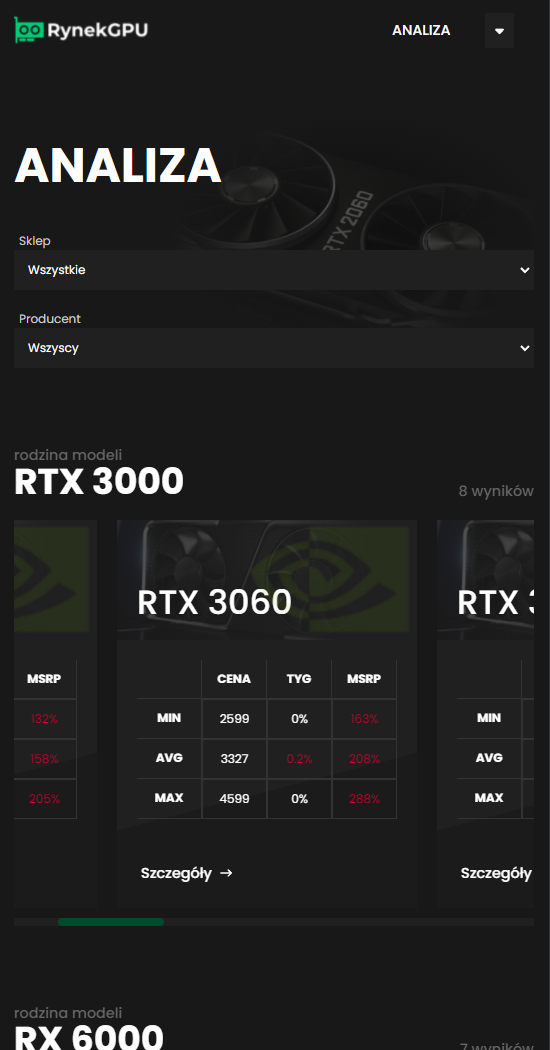 RynekGPU
ANALIZA
ANALIZA
RTX 2060
Sklep
Wszystkie
Producent
Wszyscy
rodzina modeli
RTX 3000
8 wyników
MSRP
132%
158%
205%
RTX 3060
CENA TYG MSRP
MIN 2599 0% 163%
AVG 3327 0.2% 208%
MAX 4599 0% 288%
Szczegóły →
RTX
MIN
AVG
MAX
Szczegóły
rodzina modeli
RX 6000
7 wyników